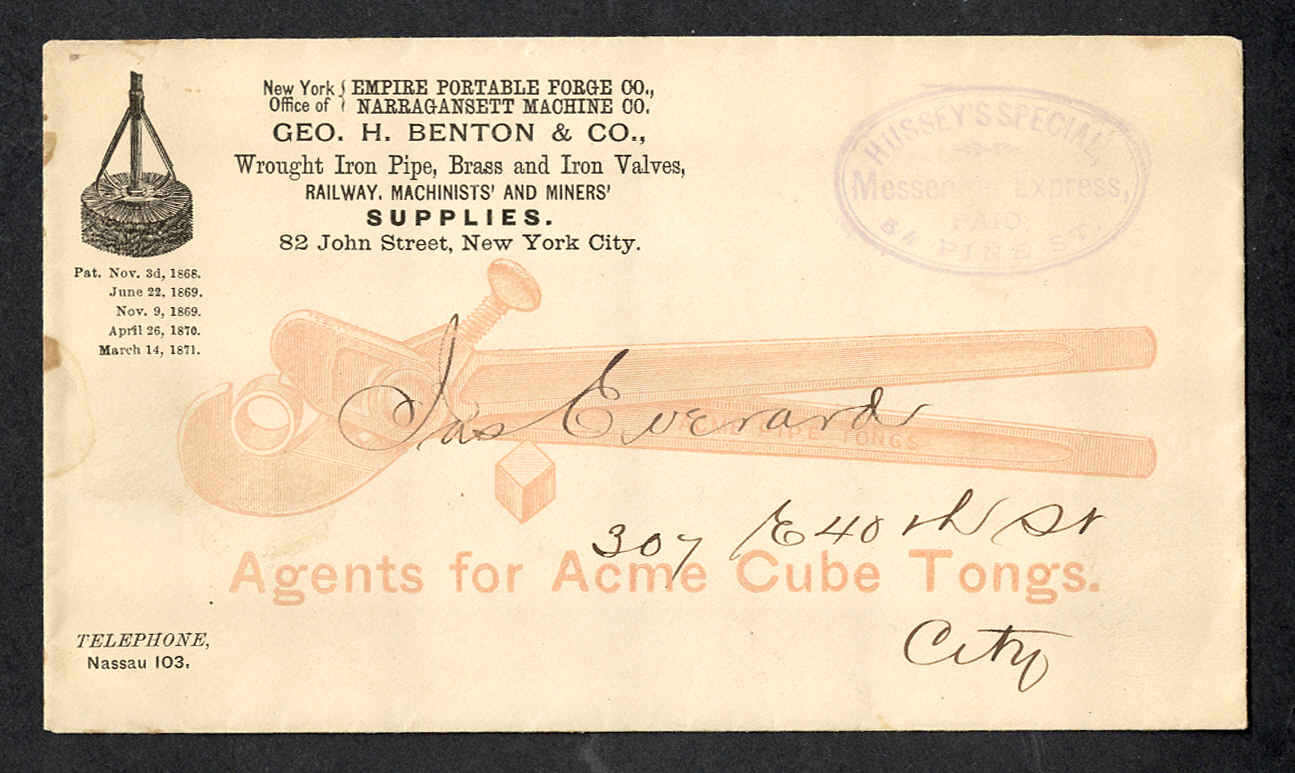 New York { EMPIRE PORTABLE FORGE CO.,
Office of { NARRAGANSETT MACHINE CO.
GEO. H. BENTON & CO.,
Wrought Iron Pipe, Brass and Iron Valves,
RAILWAY, MACHINISTS' AND MINERS'
SUPPLIES.
82 John Street, New York City.
HUSSEY'S SPECIAL
Messenger Express,
PAID
54 PINE ST.
Pat. Nov. 3d, 1868.
June 22, 1869.
Nov. 9, 1869.
April 26, 1870.
March 14, 1871.
Jas Everard
ACME PIPE TONGS
307 E 40th St
Agents for Acme Cube Tongs.
City
TELEPHONE,
Nassau 103.